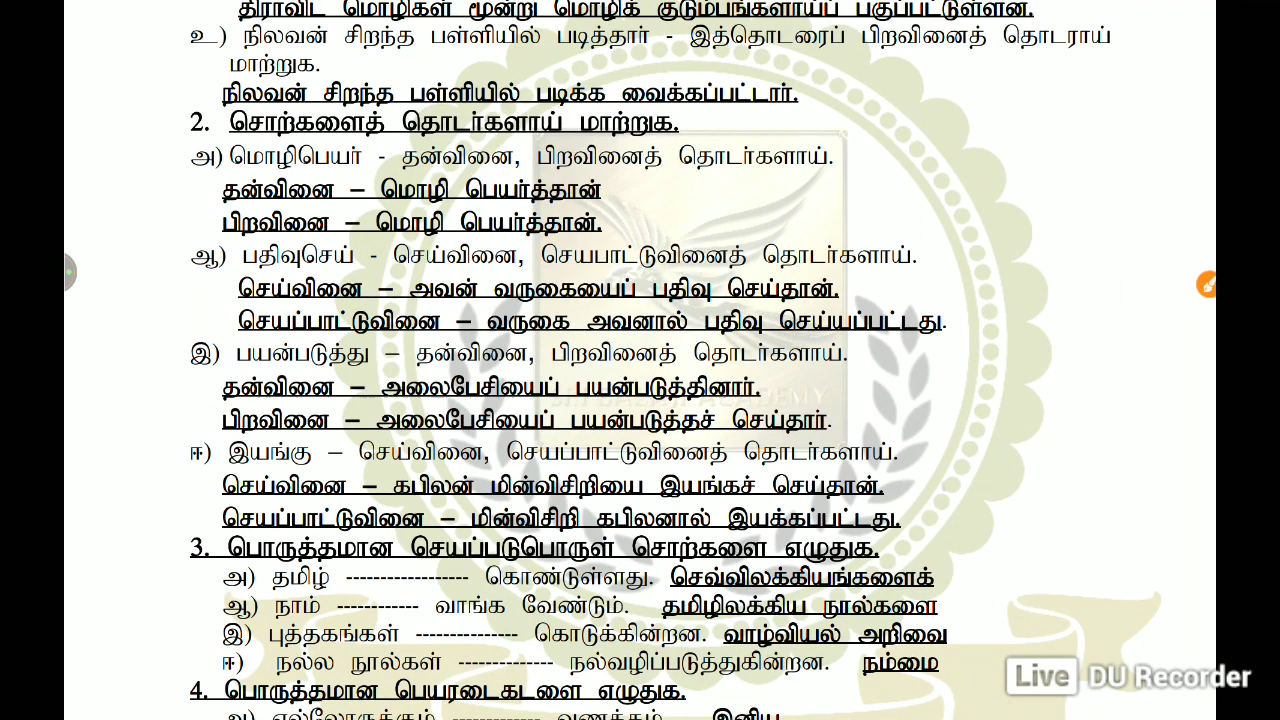 திராவிட மொழிகள் மூன்று மொழிக் குடும்பங்களாய்ப் பகுப்பட்டுள்ளன.
உ) நிலவன் சிறந்த பள்ளியில் படித்தார் - இத்தொடரைப் பிறவினைத் தொடராய்
மாற்றுக.
நிலவன் சிறந்த பள்ளியில் படிக்க வைக்கப்பட்டார்.
2. சொற்களைத் தொடர்களாய் மாற்றுக.
அ) மொழிபெயர் - தன்வினை, பிறவினைத் தொடர்களாய்.
தன்வினை – மொழி பெயர்த்தான்
பிறவினை – மொழி பெயர்த்தான்.
ஆ) பதிவுசெய் - செய்வினை, செயபாட்டுவினைத் தொடர்களாய்.
செய்வினை – அவன் வருகையைப் பதிவு செய்தான்.
செயப்பாட்டுவினை – வருகை அவனால் பதிவு செய்யப்பட்டது.
இ) பயன்படுத்து – தன்வினை, பிறவினைத் தொடர்களாய்.
தன்வினை – அலைபேசியைப் பயன்படுத்தினார்.
பிறவினை – அலைபேசியைப் பயன்படுத்தச் செய்தார்.
ஈ) இயங்கு – செய்வினை, செயப்பாட்டுவினைத் தொடர்களாய்.
செய்வினை – கபிலன் மின்விசிறியை இயங்கச் செய்தான்.
செயப்பாட்டுவினை – மின்விசிறி கபிலனால் இயக்கப்பட்டது.
3. பொருத்தமான செயப்படுபொருள் சொற்களை எழுதுக.
அ) தமிழ் ------------------ கொண்டுள்ளது. செவ்விலக்கியங்களைக்
ஆ) நாம் ------------ வாங்க வேண்டும். தமிழிலக்கிய நூல்களை
இ) புத்தகங்கள் --------------- கொடுக்கின்றன. வாழ்வியல் அறிவை
ஈ) நல்ல நூல்கள் -------------- நல்வழிப்படுத்துகின்றன. நம்மை
4. பொருத்தமான பெயரடைகடளை எழுதுக.
அ) எல்லோருக்கும் ------------- வணக்கம். இனிய
Live DU Recorder